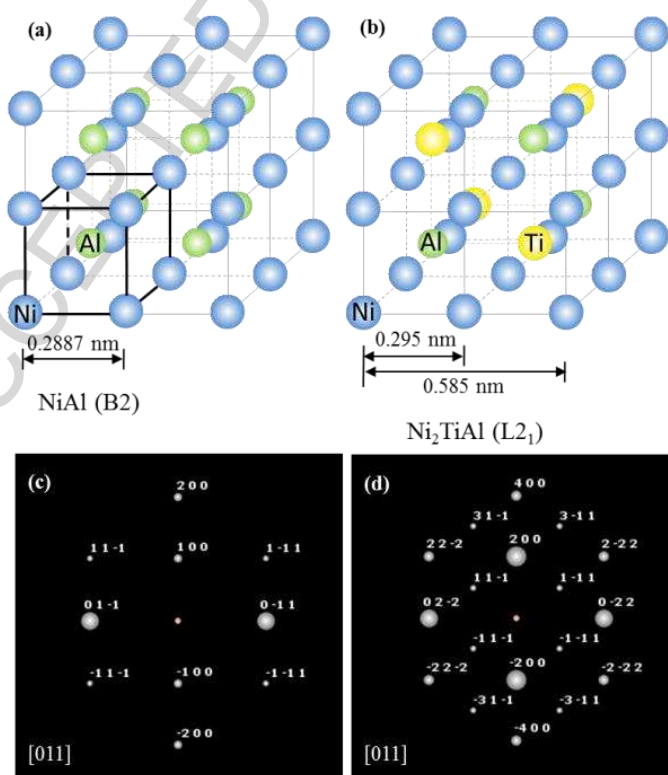 (a)
(b)
CCEPTED
Al
Al
Ti
Ni
Ni
0.2887 nm
0.295 nm
0.585 nm
NiAl (B2)
Ni₂TiAl (L2₁)
(c)
2 0 0
1 1 -1
1 0 0
1 -1 1
0 1 -1
0 -1 1
-1 1 -1
-1 0 0
-1 -1 1
-2 0 0
[011]
(d)
4 0 0
3 1 -1
3 -1 1
2 2 -2
2 0 0
2 -2 2
1 1 -1
1 -1 1
0 2 -2
0 -2 2
-1 1 -1
-1 -1 1
-2 2 -2
-2 0 0
-2 -2 2
-3 1 -1
-3 -1 1
-4 0 0
[011]